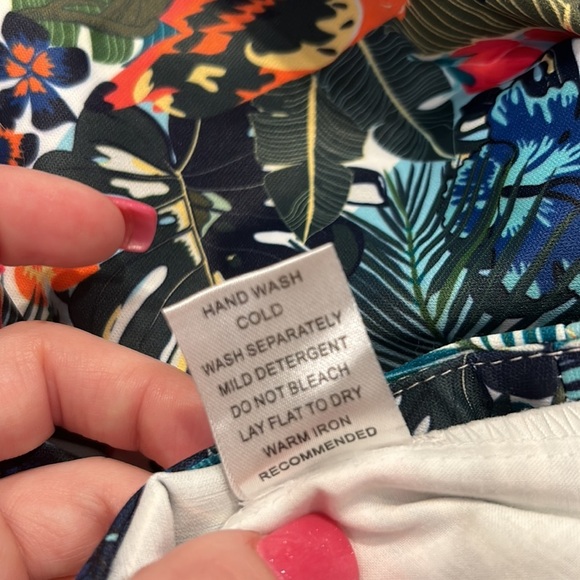 HAND WASH
COLD
WASH SEPARATELY
MILD DETERGENT
DO NOT BLEACH
LAY FLAT TO DRY
WARM IRON
RECOMMENDED